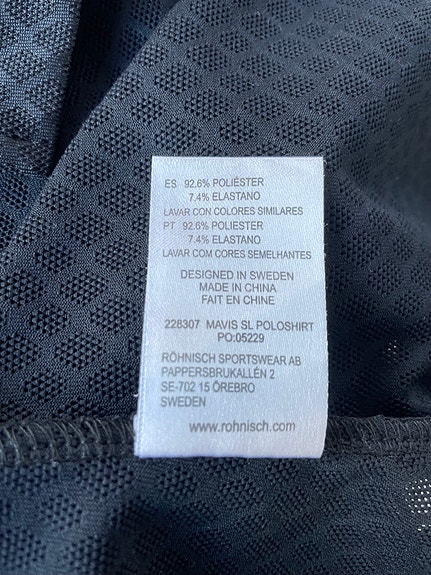 ES 92.6% POLIÉSTER
7.4% ELASTANO
LAVAR CON COLORES SIMILARES
PT 92.6% POLIÉSTER
7.4% ELASTANO
LAVAR COM CORES SEMELHANTES
DESIGNED IN SWEDEN
MADE IN CHINA
FAIT EN CHINE
228307 MAVIS SL POLOSHIRT
PO:05229
RÖHNISCH SPORTSWEAR AB
PAPPERSBRUKALLÉN 2
SE-702 15 ÖREBRO
SWEDEN
www.rohnisch.com